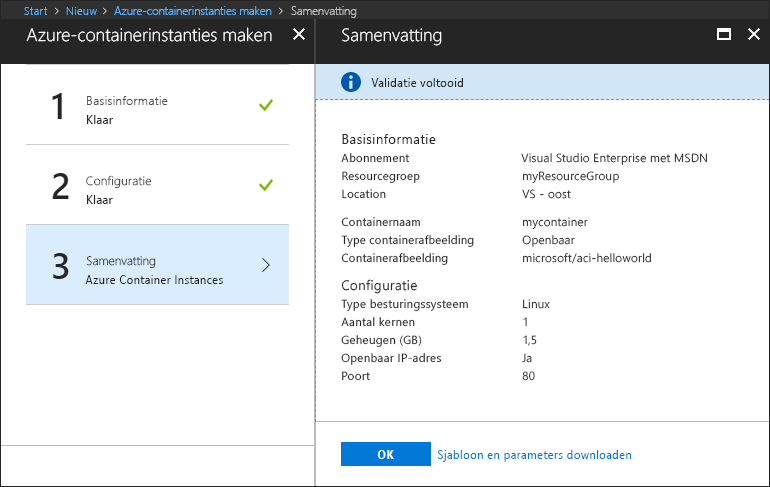 Start > Nieuw > Azure-containerinstanties maken > Samenvatting
Azure-containerinstanties maken
1 Basisinformatie
Klaar
2 Configuratie
Klaar
3 Samenvatting
Azure Container Instances
Samenvatting
Validatie voltooid
Basisinformatie
Abonnement Visual Studio Enterprise met MSDN
Resourcegroep myResourceGroup
Location VS - oost
Containernaam mycontainer
Type containerafbeelding Openbaar
Containerafbeelding microsoft/aci-helloworld
Configuratie
Type besturingssysteem Linux
Aantal kernen 1
Geheugen (GB) 1,5
Openbaar IP-adres Ja
Poort 80
OK Sjabloon en parameters downloaden